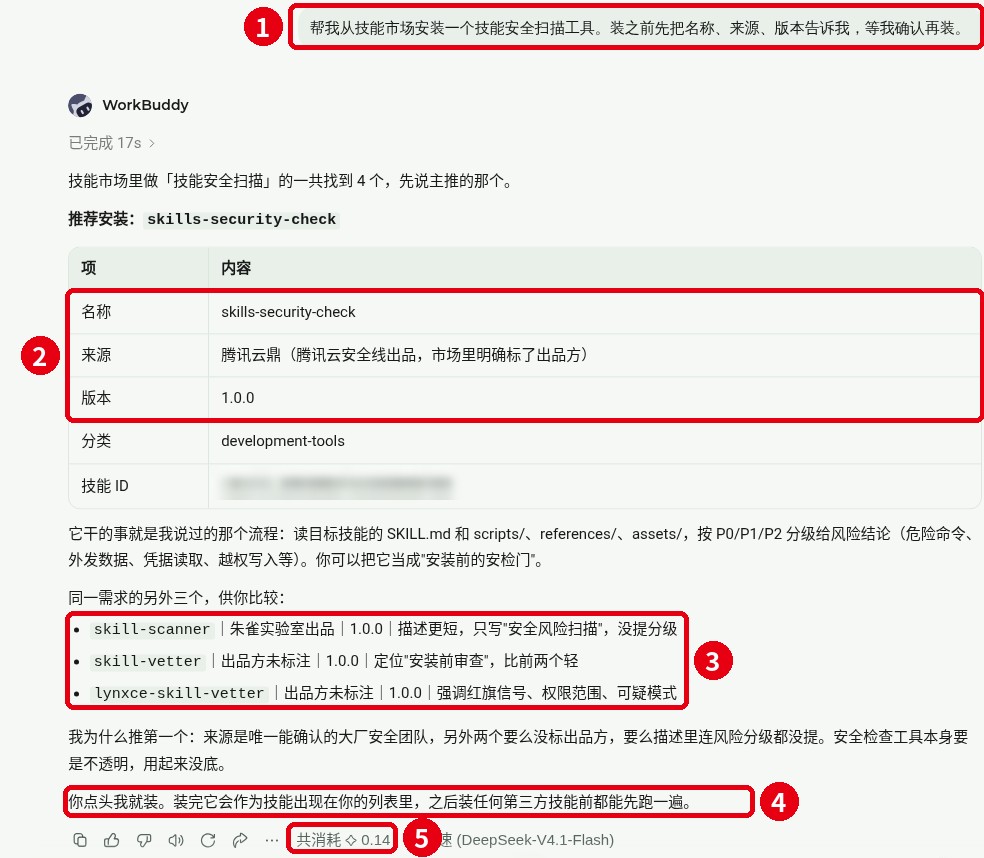 1
帮我从技能市场安装一个技能安全扫描工具。装之前先把名称、来源、版本告诉我，等我确认再装。
WorkBuddy
已完成 17s >
技能市场里做「技能安全扫描」的一共找到 4 个，先说主推的那个。
推荐安装： skills-security-check
项 内容
名称 skills-security-check
2
来源 腾讯云鼎（腾讯云安全线出品，市场里明确标了出品方）
版本 1.0.0
分类 development-tools
技能 ID
它干的事就是我说过的那个流程：读目标技能的 SKILL.md 和 scripts/、references/、assets/，按 P0/P1/P2 分级给风险结论（危险命令、
外发数据、凭据读取、越权写入等）。你可以把它当成"安装前的安检门"。
同一需求的另外三个，供你比较：
• skill-scanner｜朱雀实验室出品｜1.0.0｜描述更短，只写"安全风险扫描"，没提分级
• skill-vetter｜出品方未标注｜1.0.0｜定位"安装前审查"，比前两个轻
3
• lynxce-skill-vetter｜出品方未标注｜1.0.0｜强调红旗信号、权限范围、可疑模式
我为什么推第一个：来源是唯一能确认的大厂安全团队，另外两个要么没标出品方，要么描述里连风险分级都没提。安全检查工具本身要
是不透明，用起来没底。
你点头我就装。装完它会作为技能出现在你的列表里，之后装任何第三方技能前都能先跑一遍。
4
共消耗 0.14
5
速 (DeepSeek-V4.1-Flash)